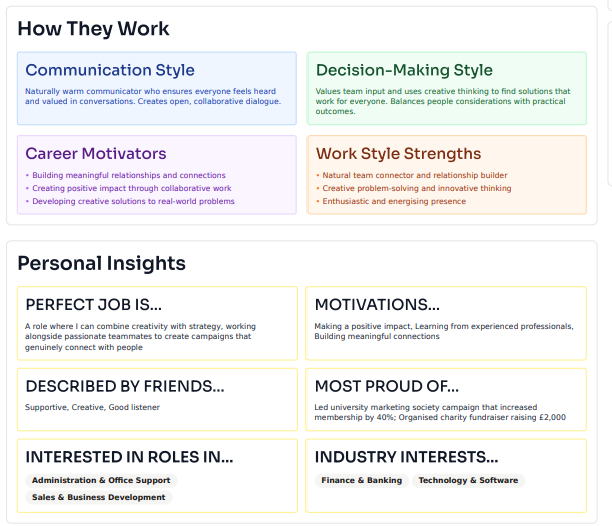 How They Work
Communication Style
Naturally warm communicator who ensures everyone feels heard
and valued in conversations. Creates open, collaborative dialogue.
Decision-Making Style
Values team input and uses creative thinking to find solutions that
work for everyone. Balances people considerations with practical
outcomes.
Career Motivators
• Building meaningful relationships and connections
• Creating positive impact through collaborative work
• Developing creative solutions to real-world problems
Work Style Strengths
• Natural team connector and relationship builder
• Creative problem-solving and innovative thinking
• Enthusiastic and energising presence
Personal Insights
PERFECT JOB IS...
A role where I can combine creativity with strategy, working
alongside passionate teammates to create campaigns that
genuinely connect with people
MOTIVATIONS...
Making a positive impact, Learning from experienced professionals,
Building meaningful connections
DESCRIBED BY FRIENDS...
Supportive, Creative, Good listener
MOST PROUD OF...
Led university marketing society campaign that increased
membership by 40%; Organised charity fundraiser raising £2,000
INTERESTED IN ROLES IN...
Administration & Office Support
Sales & Business Development
INDUSTRY INTERESTS...
Finance & Banking
Technology & Software